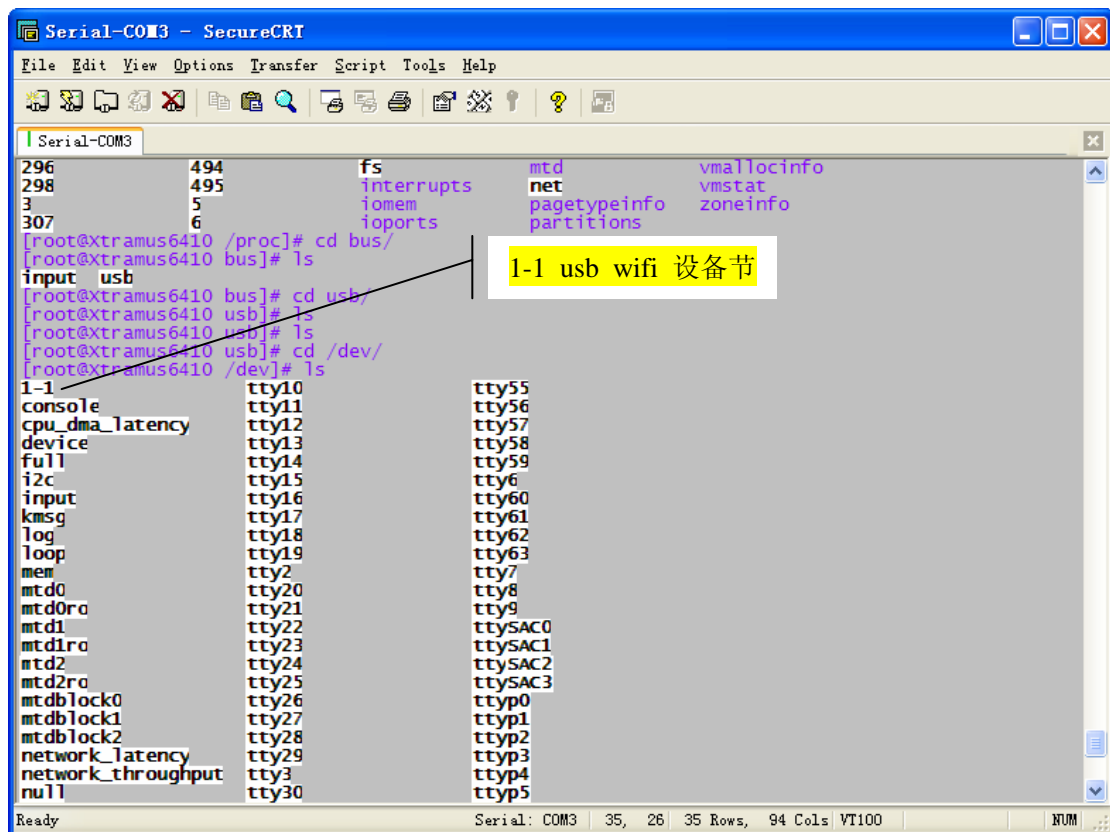 Serial-COM3 - SecureCRT
File Edit View Options Transfer Script Tools Help
Serial-COM3
296 494 fs mtd vmallocinfo
298 495 interrupts net vmstat
3 5 iomem pagetypeinfo zoneinfo
307 6 ioports partitions
[root@Xtramus6410 /proc]# cd bus/
[root@Xtramus6410 bus]# ls
input usb
[root@Xtramus6410 bus]# cd usb/
[root@Xtramus6410 usb]# ls
[root@Xtramus6410 usb]# ls
[root@Xtramus6410 usb]# cd /dev/
[root@Xtramus6410 /dev]# ls
1-1 usb wifi 设备节
1-1 tty10 tty55
console tty11 tty56
cpu_dma_latency tty12 tty57
device tty13 tty58
full tty14 tty59
i2c tty15 tty6
input tty16 tty60
kmsg tty17 tty61
log tty18 tty62
loop tty19 tty63
mem tty2 tty7
mtd0 tty20 tty8
mtd0ro tty21 tty9
mtd1 tty22 ttySAC0
mtd1ro tty23 ttySAC1
mtd2 tty24 ttySAC2
mtd2ro tty25 ttySAC3
mtdblock0 tty26 ttyp0
mtdblock1 tty27 ttyp1
mtdblock2 tty28 ttyp2
network_latency tty29 ttyp3
network_throughput tty3 ttyp4
null tty30 ttyp5
Ready Serial: COM3 35, 26 35 Rows, 94 Cols VT100 NUM